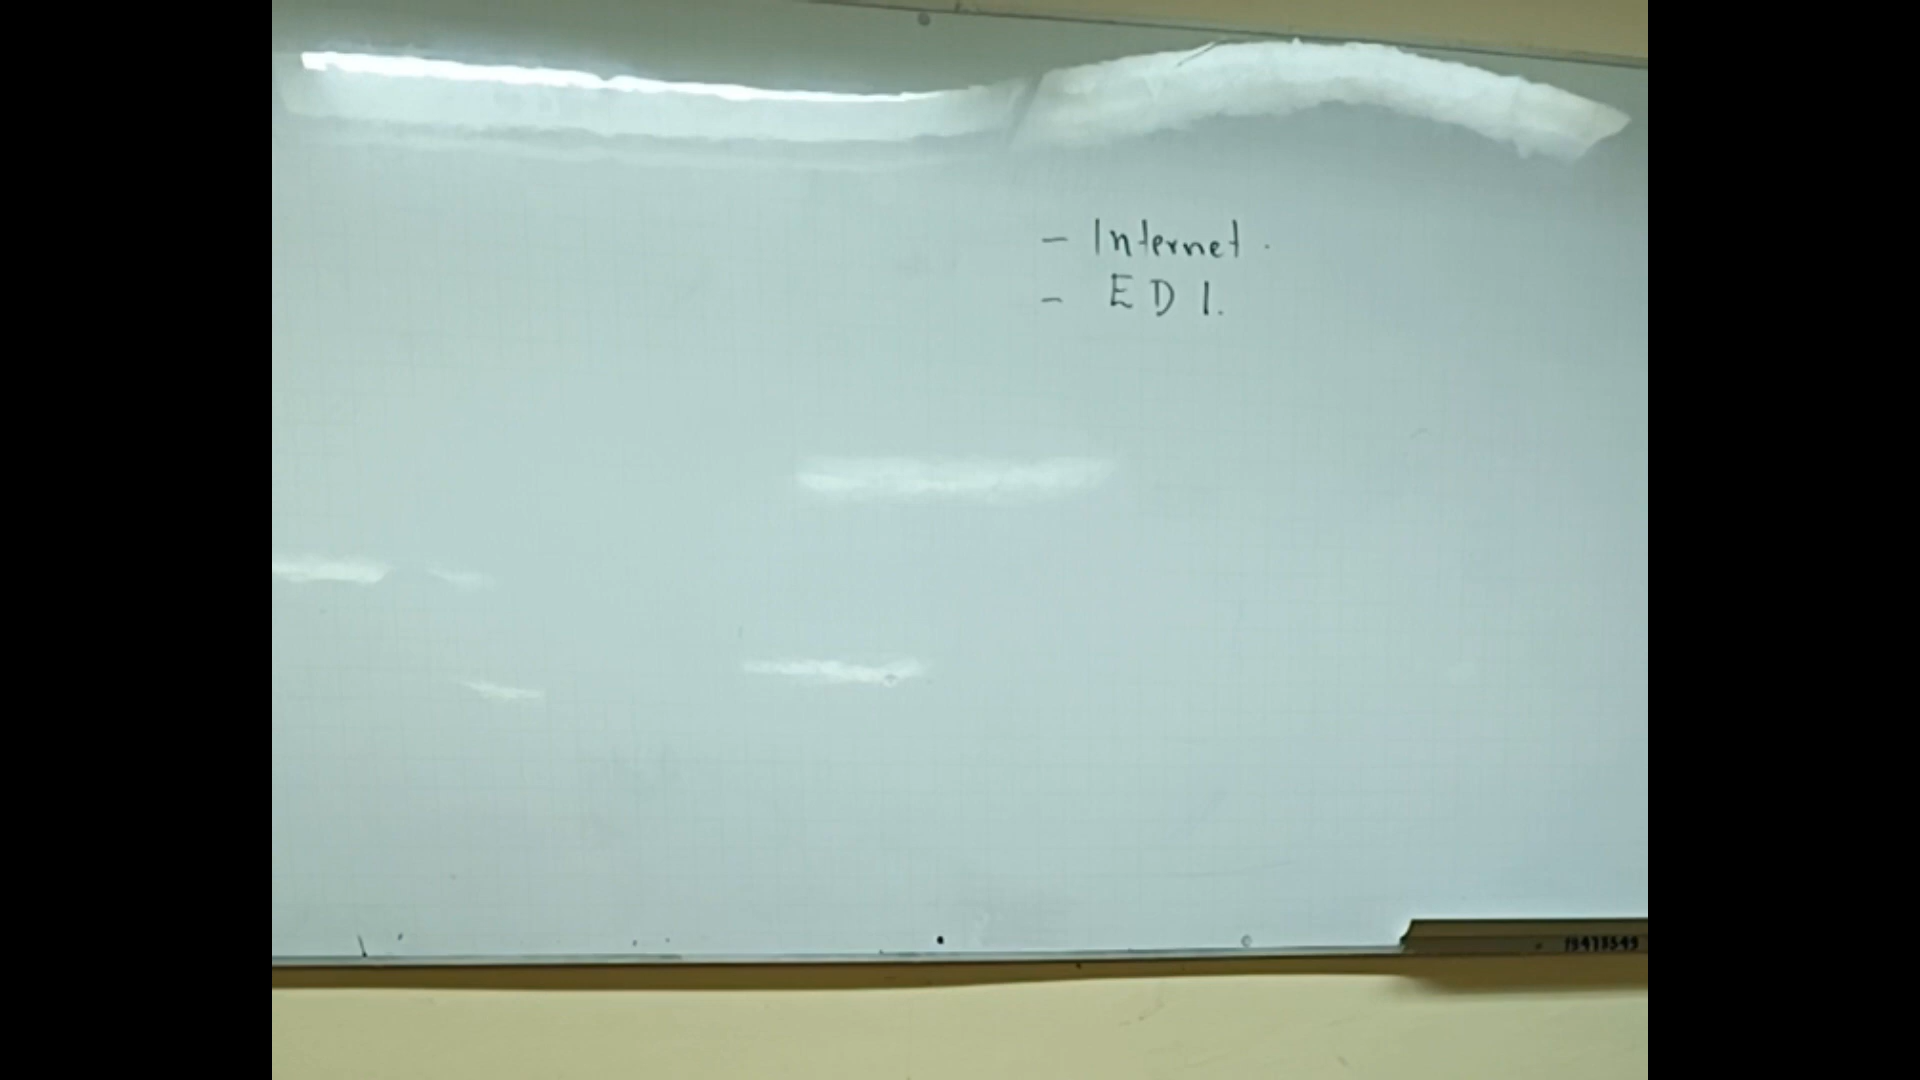 - Internet.
- EDI.